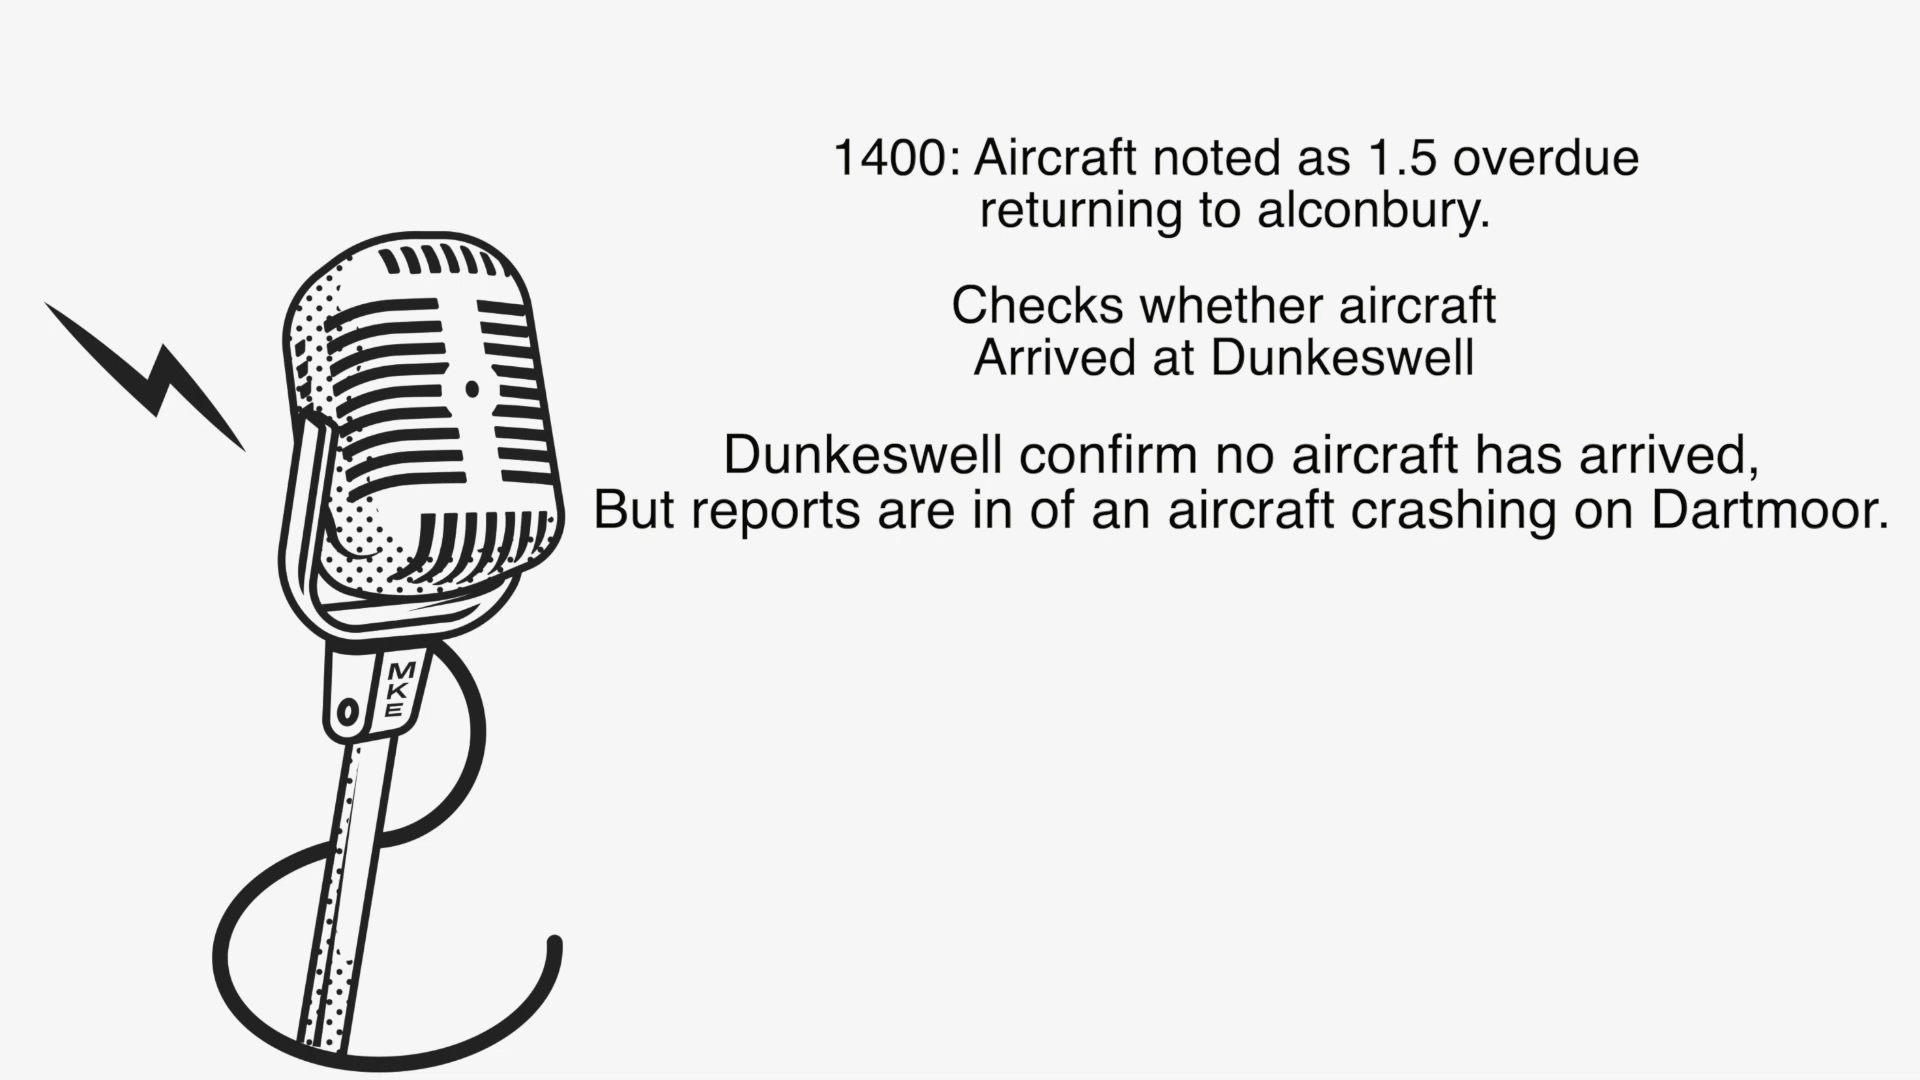 1400: Aircraft noted as 1.5 overdue
returning to alconbury.
Checks whether aircraft
Arrived at Dunkeswell
Dunkeswell confirm no aircraft has arrived,
But reports are in of an aircraft crashing on Dartmoor.
M
K
E